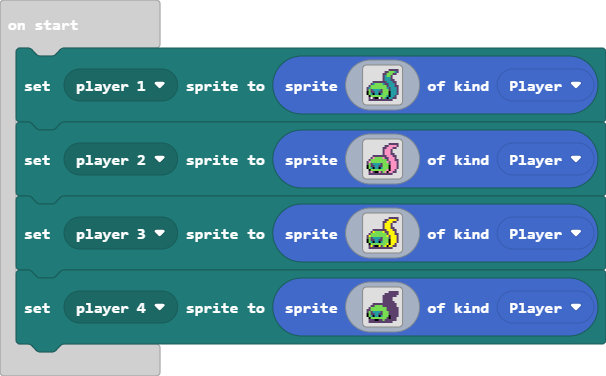 on start
set player 1 sprite to sprite of kind Player
set player 2 sprite to sprite of kind Player
set player 3 sprite to sprite of kind Player
set player 4 sprite to sprite of kind Player